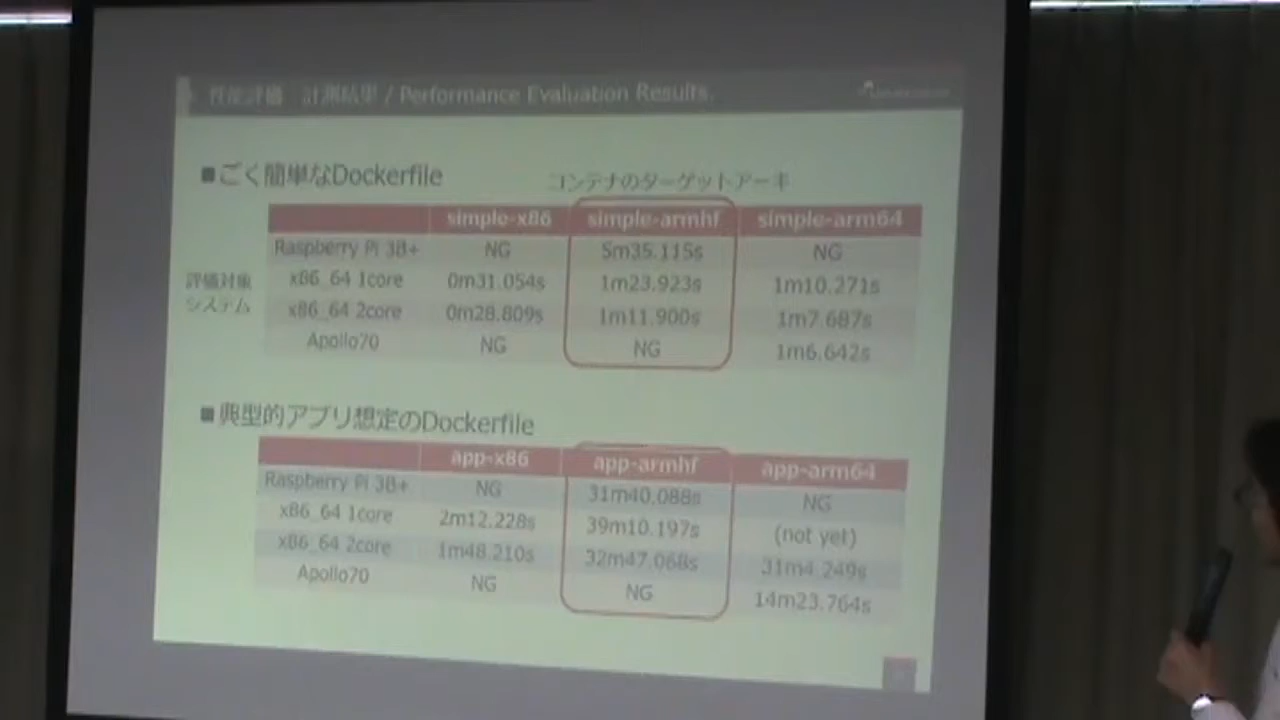 性能評価 計測結果 / Performance Evaluation Results.
■ごく簡単なDockerfile
コンテナのターゲットアーキ
simple-x86 simple-armhf simple-arm64
評価対象
システム
Raspberry Pi 3B+ NG 5m35.115s NG
x86_64 1core 0m31.054s 1m23.923s 1m10.271s
x86_64 2core 0m28.809s 1m11.900s 1m7.687s
Apollo70 NG NG 1m6.642s
■典型的アプリ想定のDockerfile
app-x86 app-armhf app-arm64
Raspberry Pi 3B+ NG 31m40.088s NG
x86_64 1core 2m12.228s 39m10.197s (not yet)
x86_64 2core 1m48.210s 32m47.068s 31m4.249s
Apollo70 NG NG 14m23.764s